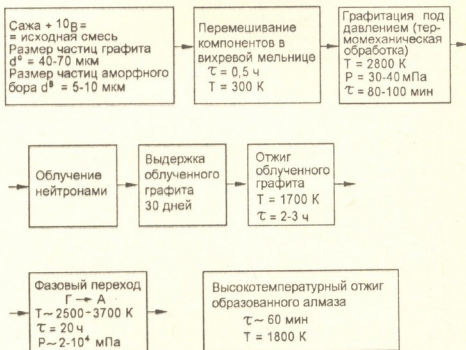 Сажа + ¹⁰B =
= исходная смесь
Размер частиц графита
dᶜ = 40-70 мкм
Размер частиц аморфного
бора dᴮ = 5-10 мкм
Перемешивание
компонентов в
вихревой мельнице
τ = 0,5 ч
T = 300 K
Графитация под
давлением (тер-
момеханическая
обработка)
T = 2800 K
P = 30-40 мПа
τ = 80-100 мин
Облучение
нейтронами
Выдержка
облученного
графита
30 дней
Отжиг
облученного
графита
T = 1700 K
τ = 2-3 ч
Фазовый переход
Г → А
T ~ 2500÷3700 K
τ = 20 ч
P ~ 2·10⁴ мПа
Высокотемпературный отжиг
образованного алмаза
τ ~ 60 мин
T = 1800 K